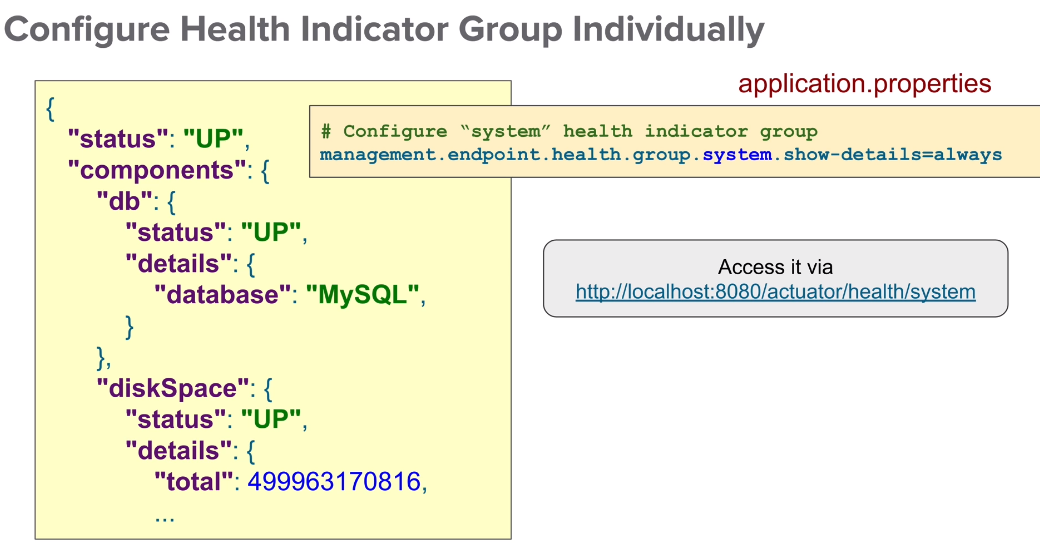 Configure Health Indicator Group Individually
application.properties
# Configure “system” health indicator group
management.endpoint.health.group.system.show-details=always
{
"status": "UP",
"components": {
"db": {
"status": "UP",
"details": {
"database": "MySQL",
}
},
"diskSpace": {
"status": "UP",
"details": {
"total": 499963170816,
...
Access it via
http://localhost:8080/actuator/health/system